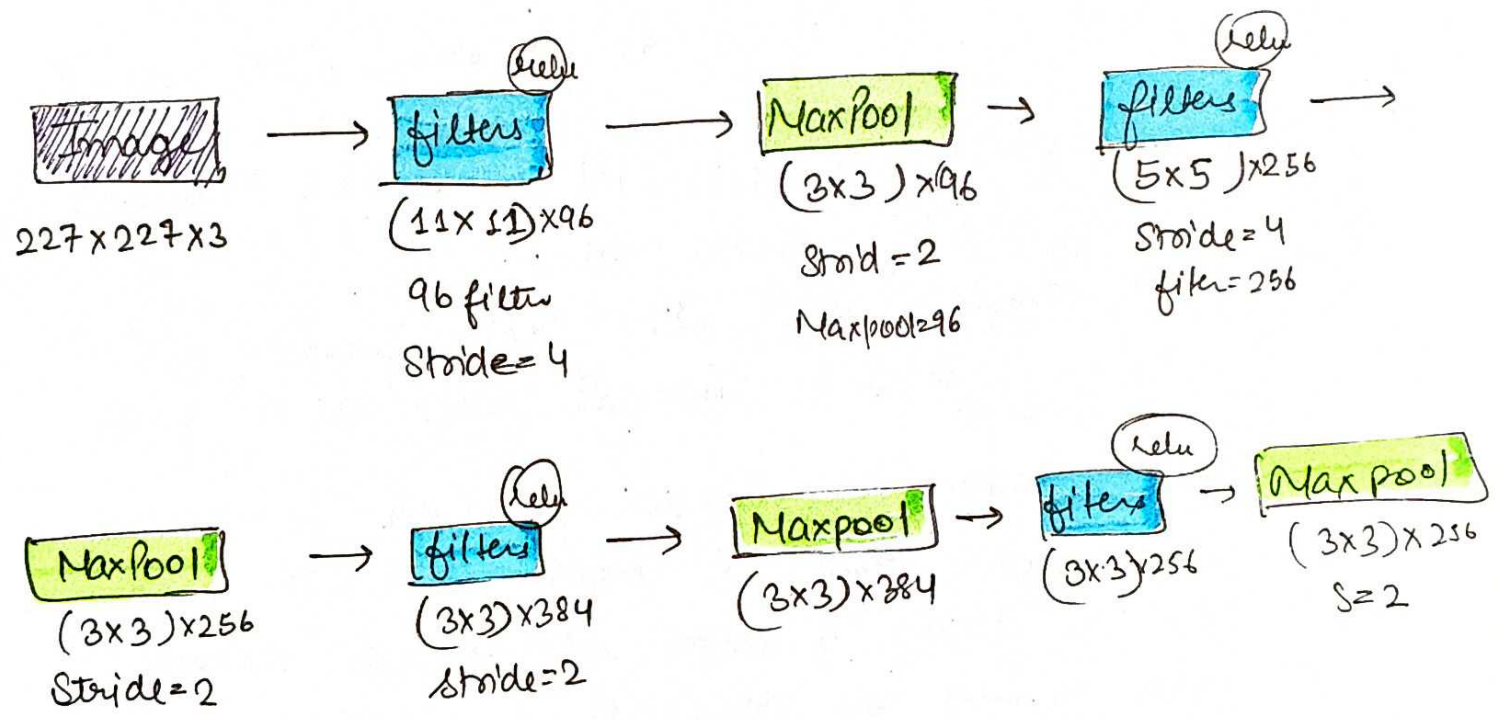 Image
227x227x3
relu
filters
(11x11)x96
96 filter
Stride=4
MaxPool
(3x3)x96
Strid=2
Maxpool=96
relu
filters
(5x5)x256
Stride=4
filter=256
MaxPool
(3x3)x256
Stride=2
relu
filters
(3x3)x384
stride=2
Maxpool
(3x3)x384
relu
filters
(3x3)x256
Maxpool
(3x3)x256
S=2